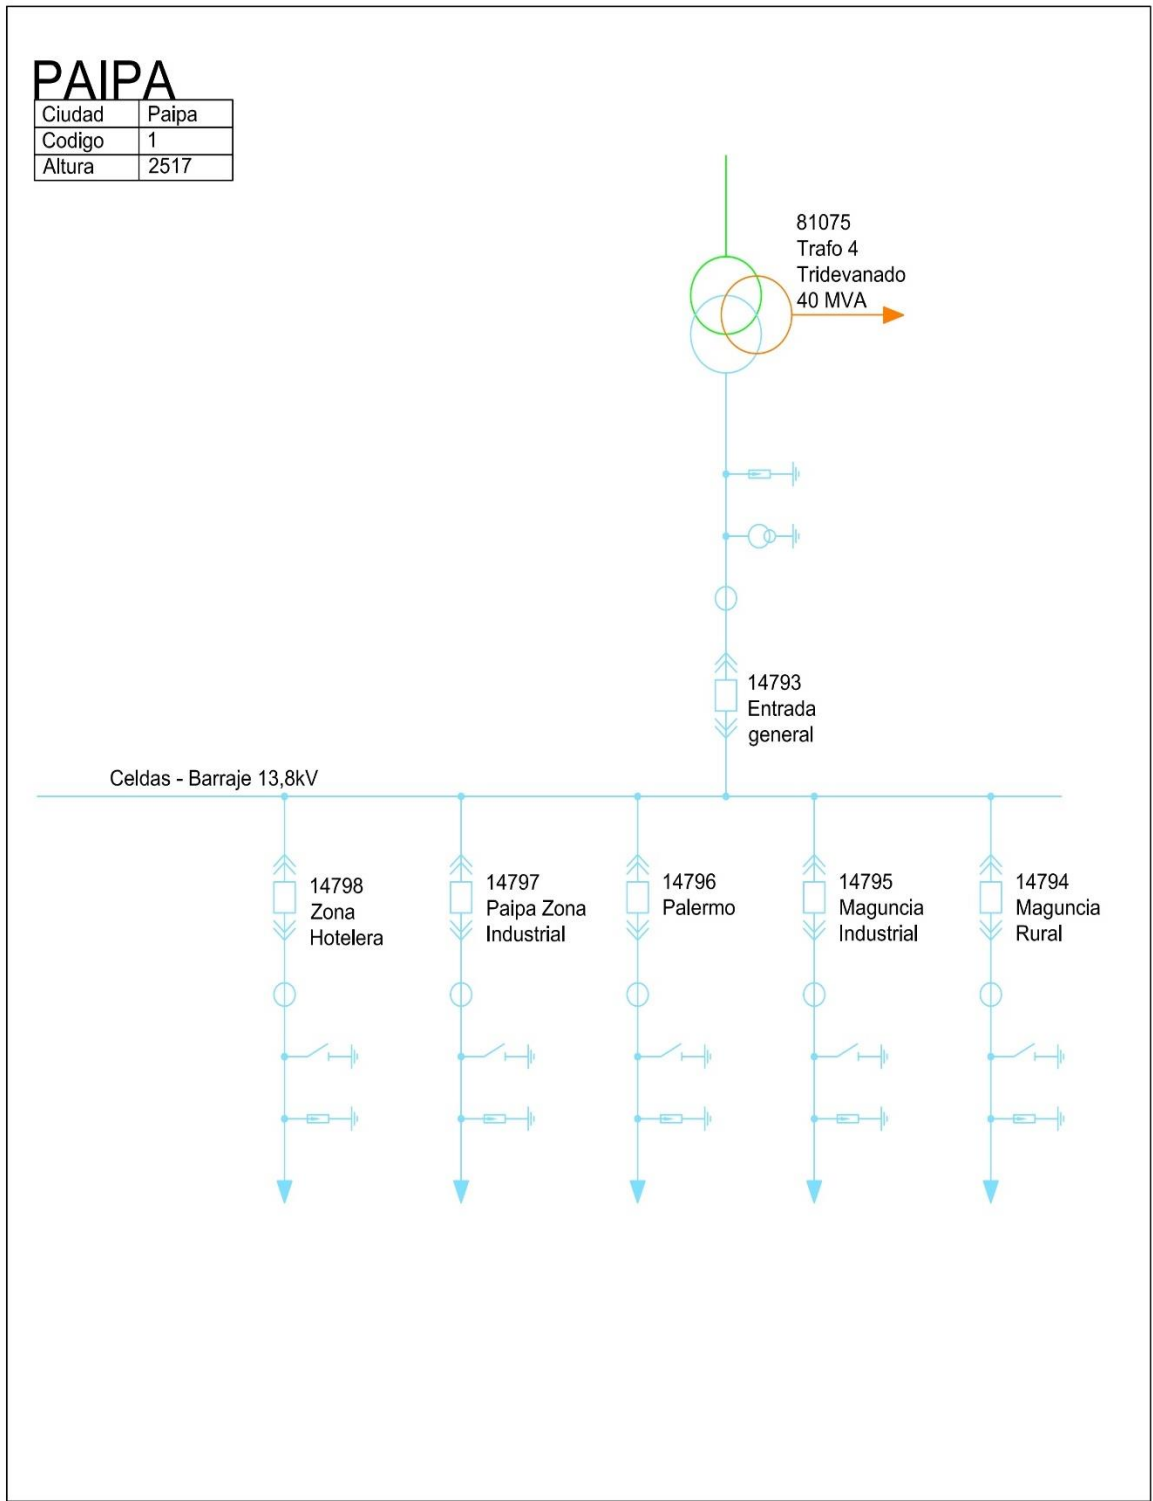 PAIPA
Ciudad Paipa
Codigo 1
Altura 2517
81075
Trafo 4
Tridevanado
40 MVA
14793
Entrada
general
Celdas - Barraje 13,8kV
14798
Zona
Hotelera
14797
Paipa Zona
Industrial
14796
Palermo
14795
Maguncia
Industrial
14794
Maguncia
Rural